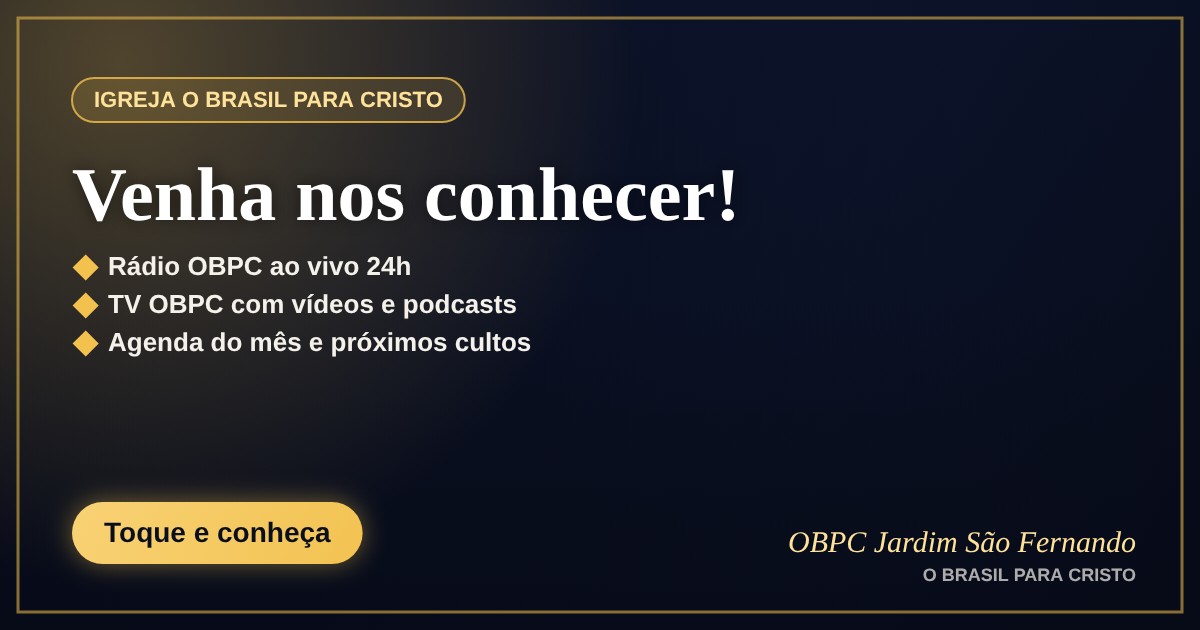 IGREJA O BRASIL PARA CRISTO
Venha nos conhecer!
Rádio OBPC ao vivo 24h
TV OBPC com vídeos e podcasts
Agenda do mês e próximos cultos
Toque e conheça
OBPC Jardim São Fernando
O BRASIL PARA CRISTO